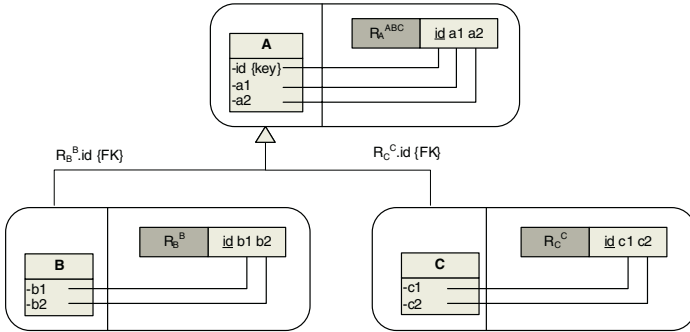 A
-id {key}
-a1
-a2
R_A^ABC
id a1 a2
R_B^B.id {FK}
R_C^C.id {FK}
B
-b1
-b2
R_B^B
id b1 b2
C
-c1
-c2
R_C^C
id c1 c2